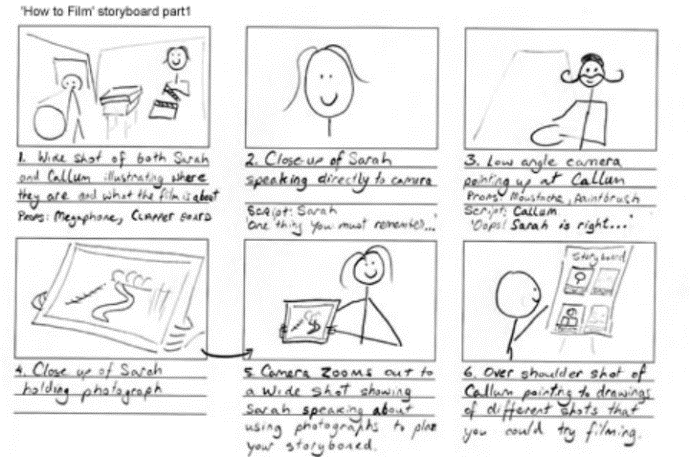 'How to Film' storyboard part1
1. Wide shot of both Sarah
and Callum illustrating where
they are and what the film is about
Props: Megaphone, CLAPPER BOARD
2. Close-up of Sarah
speaking directly to camera
Script: Sarah
'One thing you must remember...'
3. Low angle camera
pointing up at Callum
Props: Moustache, paintbrush
Script: Callum
'Oops! Sarah is right...'
4. Close up of Sarah
holding photograph
5 Camera Zooms out to
a wide shot showing
Sarah speaking about
using photographs to plan
your storyboned.
Storyboard
6. Over shoulder shot of
Callum pointing to drawings
of different shots that
you could try filming.